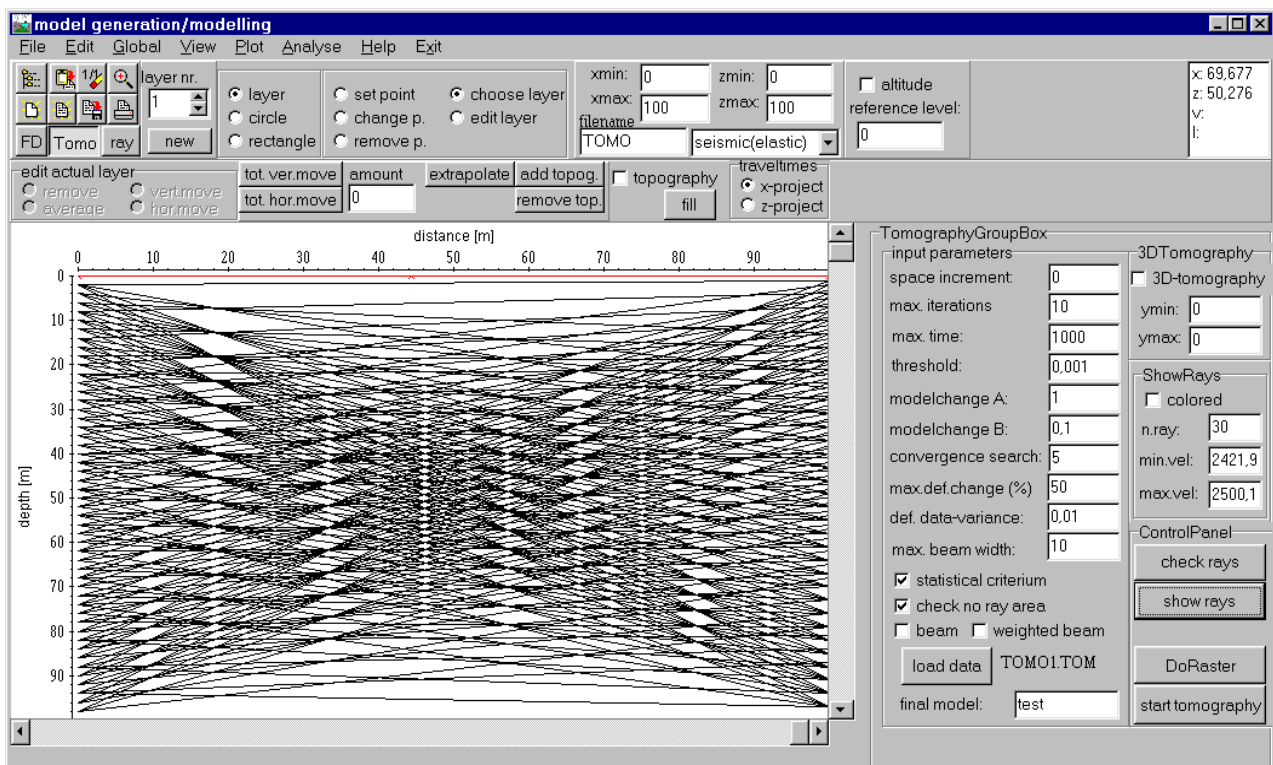 model generation/modelling
File Edit Global View Plot Analyse Help Exit
layer nr.
1
FD Tomo ray new
layer
circle
rectangle
set point
change p.
remove p.
choose layer
edit layer
xmin: 0 zmin: 0
xmax: 100 zmax: 100
filename
TOMO seismic(elastic)
altitude
reference level:
0
x: 69,677
z: 50,276
v:
l:
edit actual layer
remove vert.move
average hor.move
tot. ver.move amount extrapolate add topog.
tot. hor.move 0 remove top.
topography
fill
traveltimes
x-project
z-project
distance [m]
0 10 20 30 40 50 60 70 80 90
depth [m]
0
10
20
30
40
50
60
70
80
90
TomographyGroupBox
input parameters
space increment: 0
max. iterations 10
max. time: 1000
threshold: 0,001
modelchange A: 1
modelchange B: 0,1
convergence search: 5
max.def.change (%) 50
def. data-variance: 0,01
max. beam width: 10
statistical criterium
check no ray area
beam weighted beam
load data TOMO1.TOM
final model: test
3DTomography
3D-tomography
ymin: 0
ymax: 0
ShowRays
colored
n.ray: 30
min.vel: 2421,9
max.vel: 2500,1
ControlPanel
check rays
show rays
DoRaster
start tomography